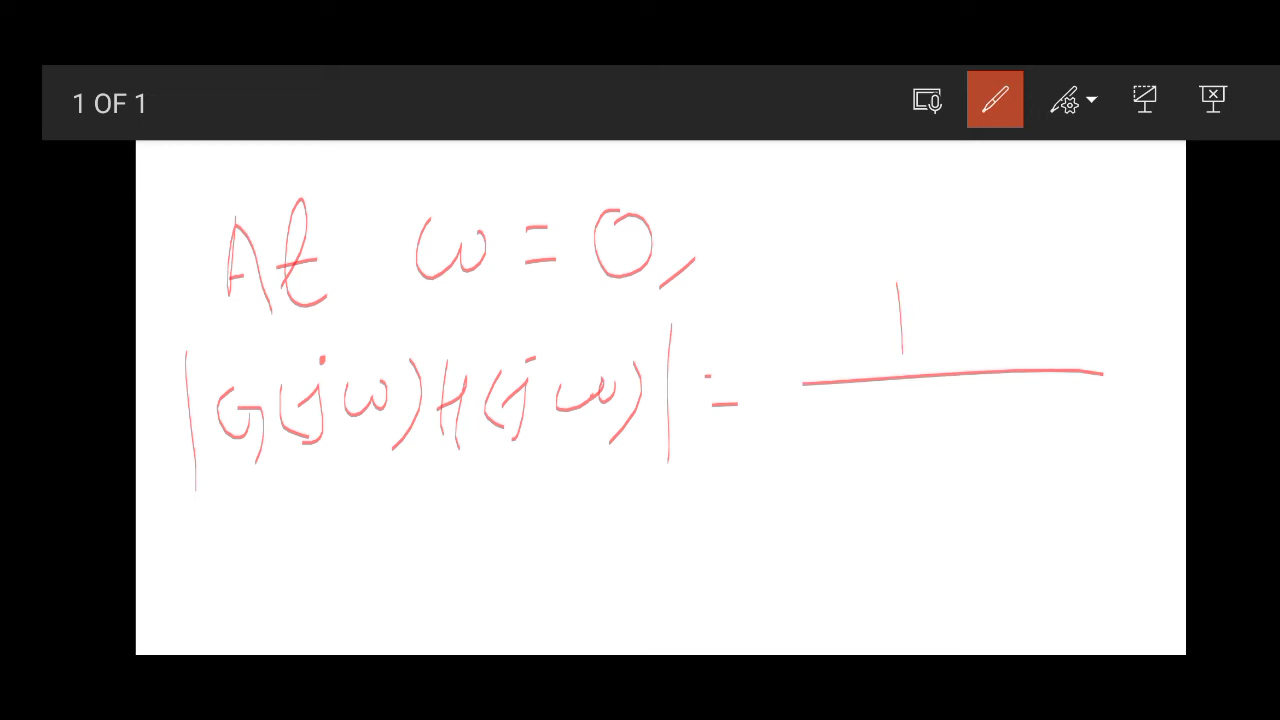 1 OF 1
At ω = 0,
|G(jω)H(jω)| = 1/